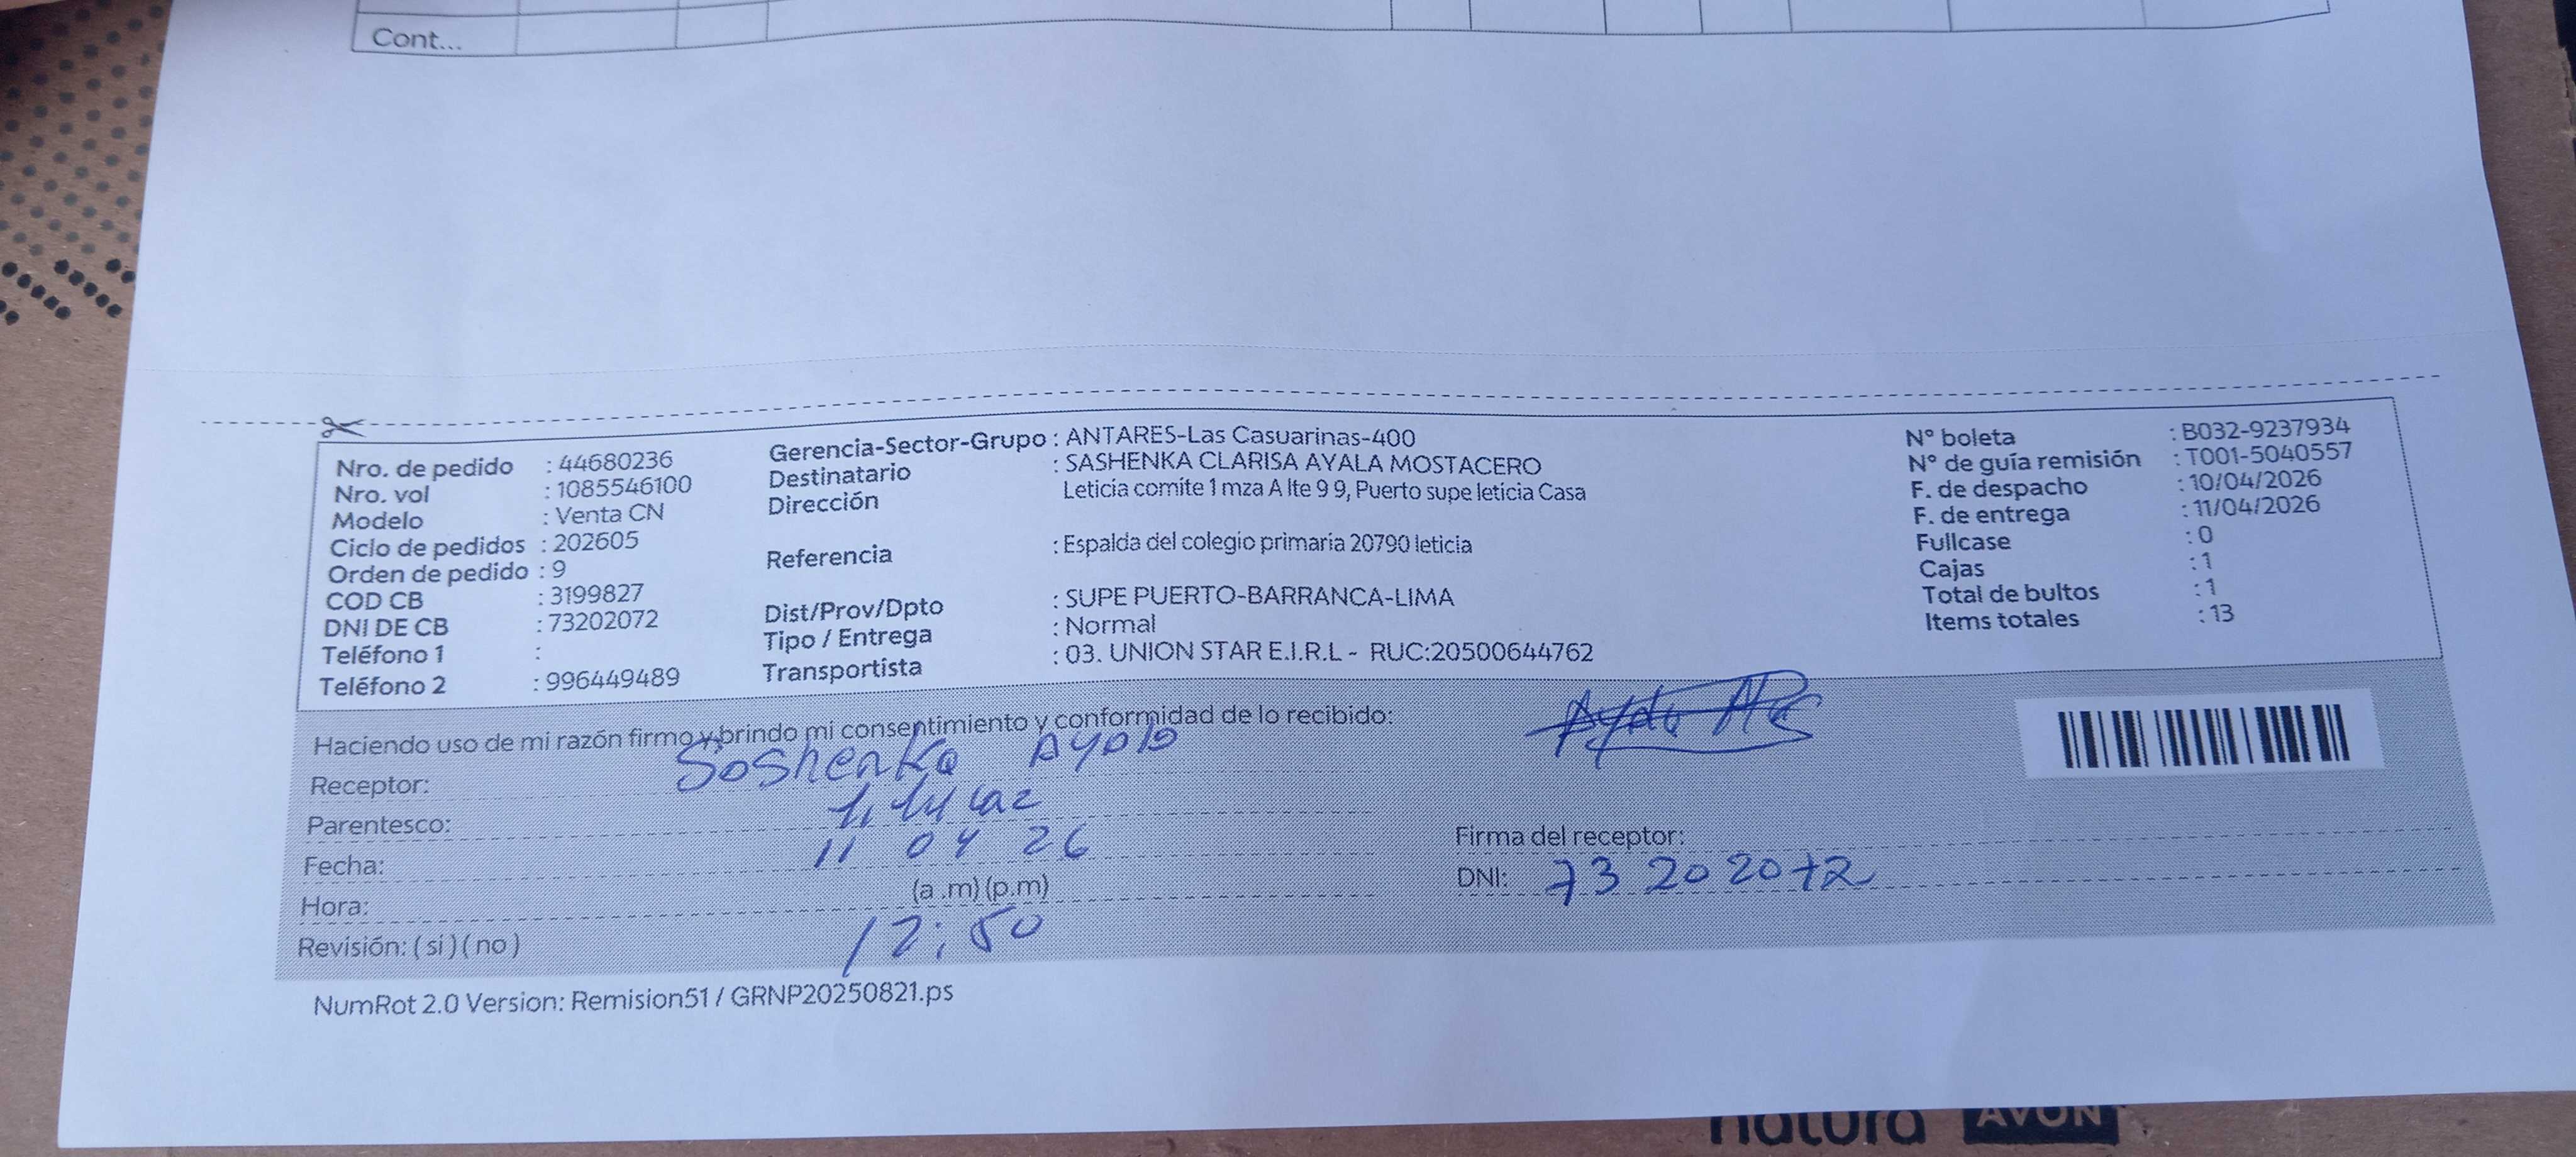 Cont...
Nro. de pedido : 44680236
Nro. vol : 1085546100
Modelo : Venta CN
Ciclo de pedidos : 202605
Orden de pedido : 9
COD CB : 3199827
DNI DE CB : 73202072
Teléfono 1 :
Teléfono 2 : 996449489
Gerencia-Sector-Grupo : ANTARES-Las Casuarinas-400
Destinatario : SASHENKA CLARISA AYALA MOSTACERO
Dirección Leticia comite 1 mza A lte 9 9, Puerto supe leticia Casa
Referencia : Espalda del colegio primaria 20790 leticia
Dist/Prov/Dpto : SUPE PUERTO-BARRANCA-LIMA
Tipo / Entrega : Normal
Transportista : 03. UNION STAR E.I.R.L - RUC:20500644762
N° boleta : B032-9237934
N° de guía remisión : T001-5040557
F. de despacho : 10/04/2026
F. de entrega : 11/04/2026
Fullcase : 0
Cajas : 1
Total de bultos : 1
Items totales : 13
Haciendo uso de mi razón firmo y brindo mi consentimiento y conformidad de lo recibido:
Receptor: Sashenka Ayala
Parentesco: titular
Fecha: 11 04 26
Hora: (a .m) (p.m)
12:50
Revisión: ( si ) ( no )
Firma del receptor:
DNI: 73202072
NumRot 2.0 Version: Remision51 / GRNP20250821.ps
natura AVON